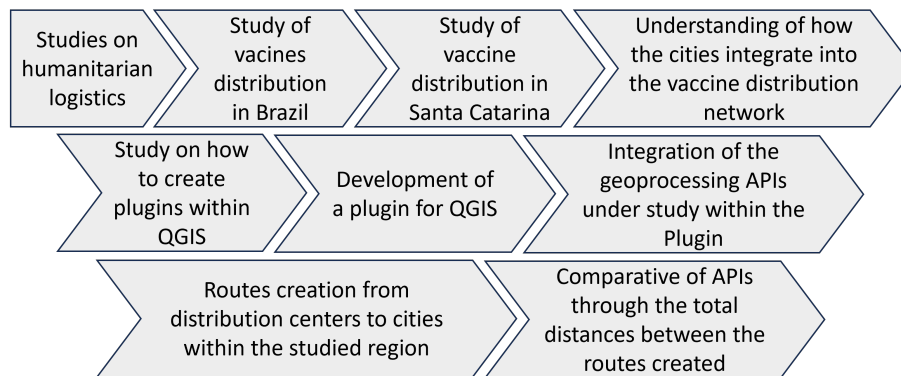 Studies on
humanitarian
logistics
Study of
vacines
distribution
in Brazil
Study of
vaccine
distribution in
Santa Catarina
Understanding of how
the cities integrate into
the vaccine distribution
network
Study on how
to create
plugins within
QGIS
Development of
a plugin for QGIS
Integration of the
geoprocessing APIs
under study within the
Plugin
Routes creation from
distribution centers to cities
within the studied region
Comparative of APIs
through the total
distances between the
routes created